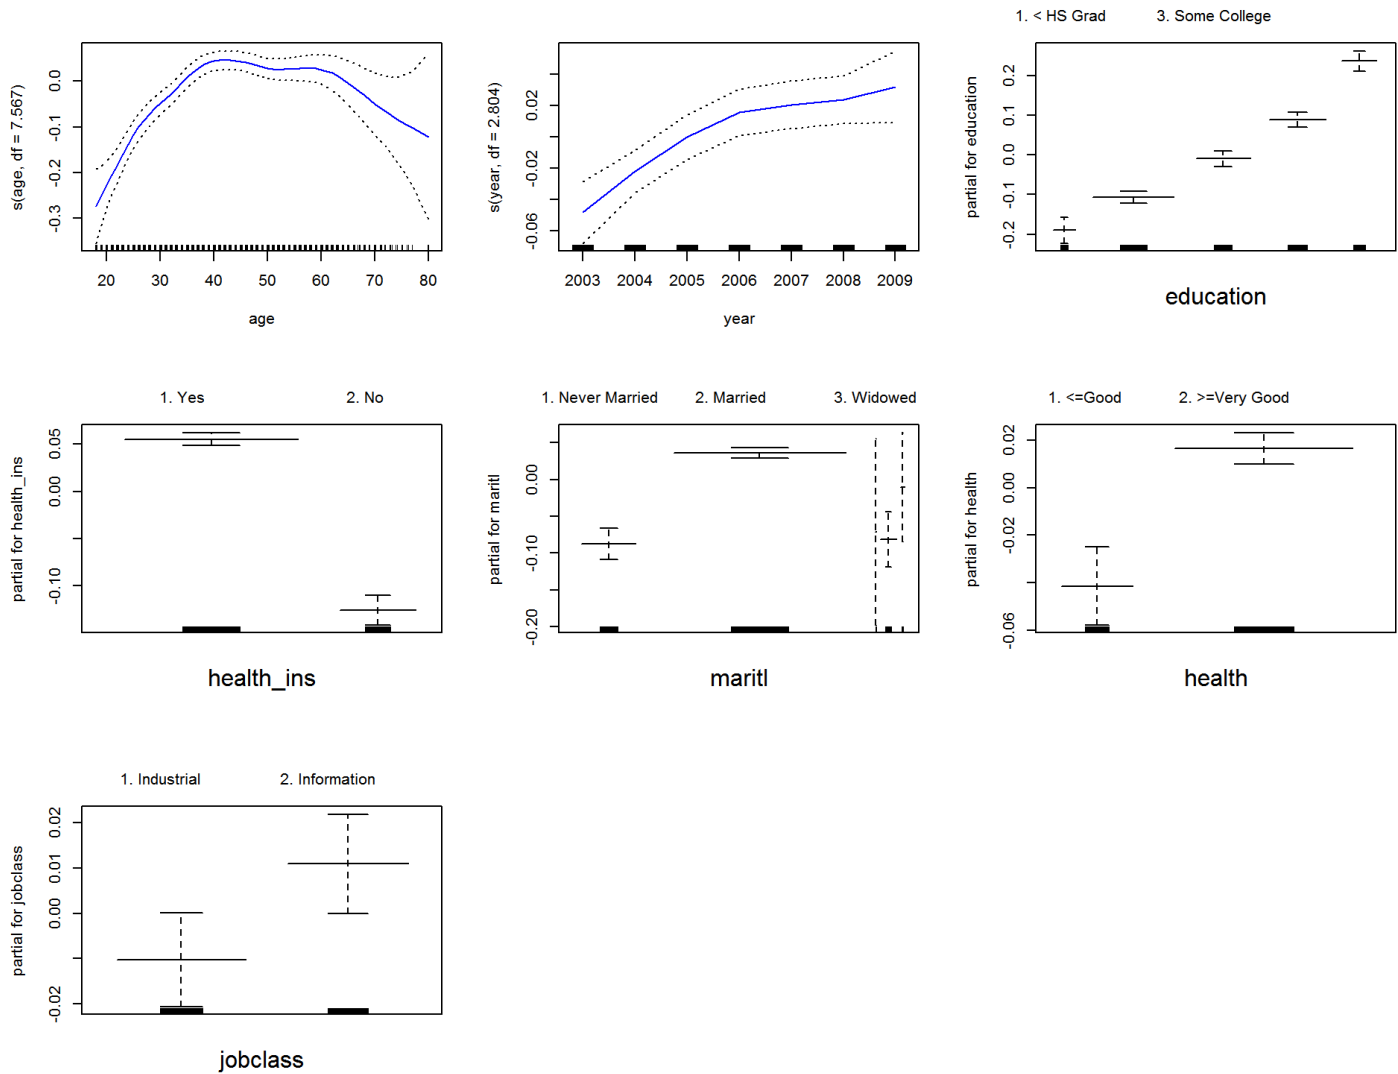 1. < HS Grad 3. Some College
s(age, df = 7.567)
0.0
-0.1
-0.2
-0.3
20 30 40 50 60 70 80
age
s(year, df = 2.804)
0.02
-0.02
-0.06
2003 2004 2005 2006 2007 2008 2009
year
partial for education
0.2
0.1
0.0
-0.1
-0.2
education
1. Yes 2. No
partial for health_ins
0.05
0.00
-0.10
health_ins
1. Never Married 2. Married 3. Widowed
partial for maritl
0.00
-0.10
-0.20
maritl
1. <=Good 2. >=Very Good
partial for health
0.02
0.00
-0.02
-0.06
health
1. Industrial 2. Information
partial for jobclass
0.02
0.01
0.00
-0.02
jobclass